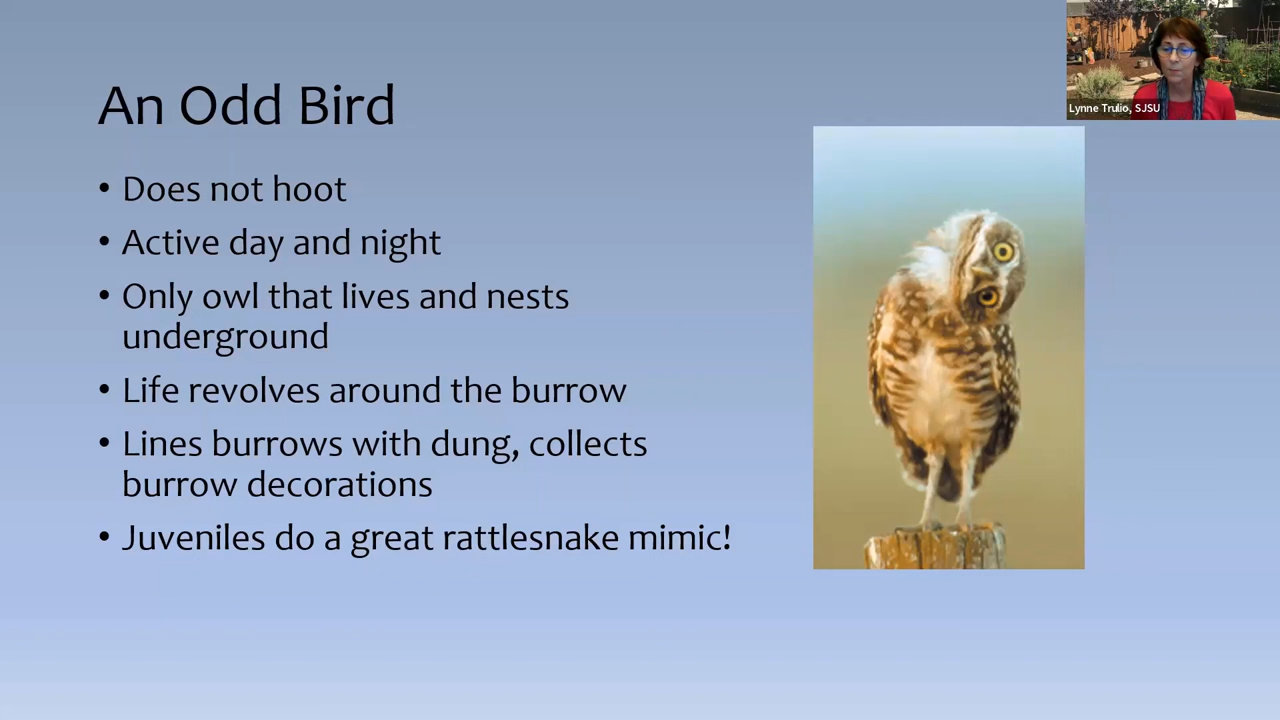 Lynne Trulio, SJSU
An Odd Bird
• Does not hoot
• Active day and night
• Only owl that lives and nests
underground
• Life revolves around the burrow
• Lines burrows with dung, collects
burrow decorations
• Juveniles do a great rattlesnake mimic!